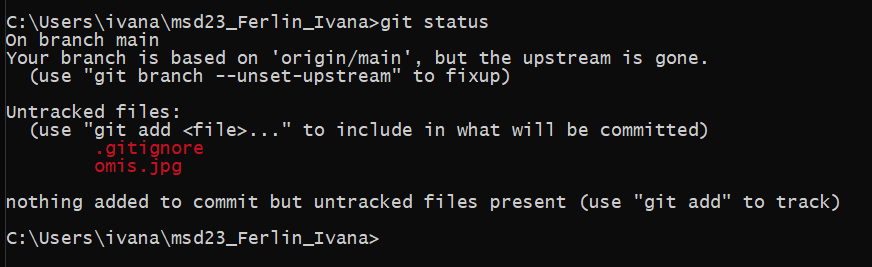 C:\Users\ivana\msd23_Ferlin_Ivana>git status
On branch main
Your branch is based on 'origin/main', but the upstream is gone.
  (use "git branch --unset-upstream" to fixup)

Untracked files:
  (use "git add <file>..." to include in what will be committed)
        .gitignore
        omis.jpg

nothing added to commit but untracked files present (use "git add" to track)

C:\Users\ivana\msd23_Ferlin_Ivana>